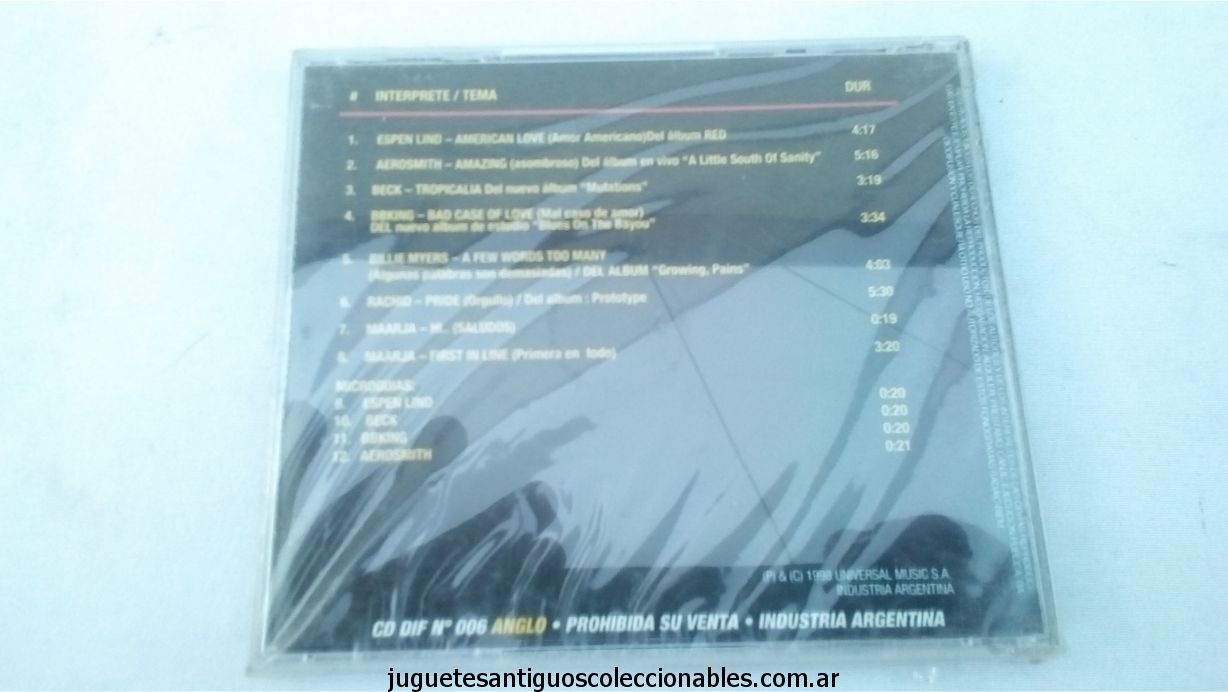 # INTERPRETE / TEMA DUR
1. ESPEN LIND – AMERICAN LOVE (Amor Americano)Del álbum RED 4:17
2. AEROSMITH – AMAZING (asombroso) Del álbum en vivo "A Little South Of Sanity" 5:16
3. BECK – TROPICALIA Del nuevo álbum "Mutations" 3:19
4. BBKING – BAD CASE OF LOVE (Mal caso de amor) 3:34
DEL nuevo album de estudio "Blues On The Bayou"
5. BILLIE MYERS – A FEW WORDS TOO MANY
(Algunas palabras son demasiadas) / DEL ALBUM "Growing, Pains" 4:03
6. RACHID – PRIDE (Orgullo) / Del album : Prototype 5:30
7. MAARJA – HI.. (SALUDOS) 0:19
8. MAARJA – FIRST IN LINE (Primera en todo) 3:20
MICROGUIAS:
9. ESPEN LIND 0:20
10. BECK 0:20
11. BBKING 0:20
12. AEROSMITH 0:21
(P) & (C) 1998 UNIVERSAL MUSIC S.A.
INDUSTRIA ARGENTINA
CD DIF Nº 006 ANGLO • PROHIBIDA SU VENTA • INDUSTRIA ARGENTINA
juguetesantiguoscoleccionables.com.ar